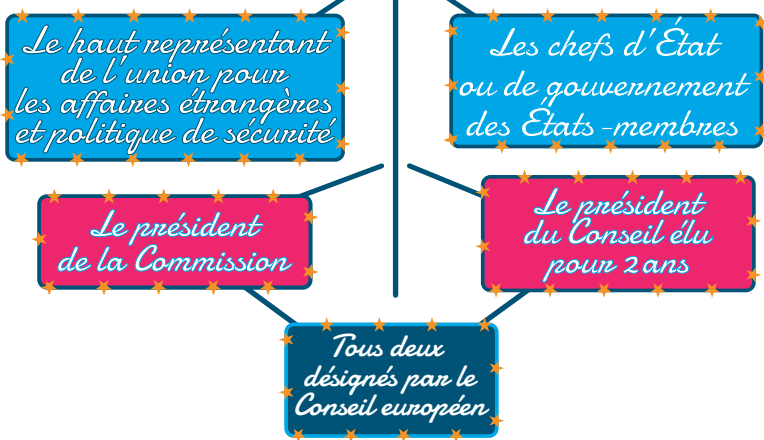 Le haut représentant
de l'union pour
les affaires étrangères
et politique de sécurité
Les chefs d'État
ou de gouvernement
des États-membres
Le président
de la Commission
Le président
du Conseil élu
pour 2 ans
Tous deux
désignés par le
Conseil européen